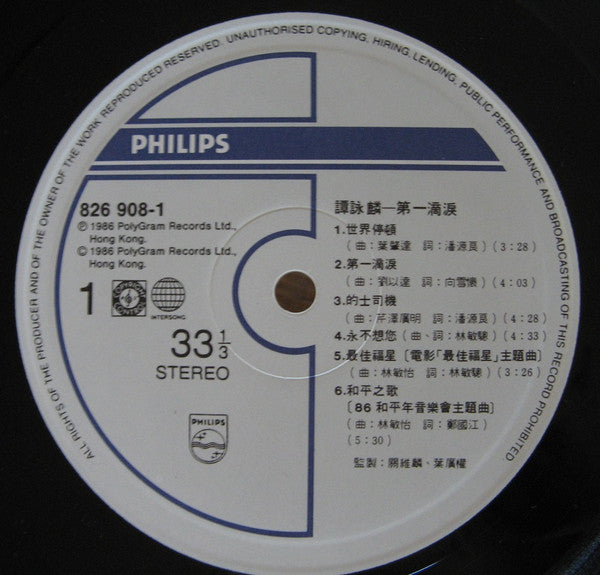 ALL RIGHTS OF THE PRODUCER AND OF THE OWNER OF THE WORK REPRODUCED RESERVED. UNAUTHORISED COPYING, HIRING, LENDING, PUBLIC PERFORMANCE AND BROADCASTING OF THIS RECORD PROHIBITED
PHILIPS
826 908-1
℗ 1986 PolyGram Records Ltd.,
Hong Kong.
© 1986 PolyGram Records Ltd.,
Hong Kong.
1
INTERSONG
33 1/3
STEREO
PHILIPS
譚詠麟—第一滴淚
1.世界停頓
(曲：葉肇達 詞：潘源良) (3:28)
2.第一滴淚
(曲：劉以達 詞：向雪懷) (4:03)
3.的士司機
(曲：芹澤廣明 詞：潘源良) (4:28)
4.永不想您 (曲、詞：林敏驄) (4:33)
5.最佳福星〔電影「最佳福星」主題曲〕
(曲：林敏怡 詞：林敏驄) (3:26)
6.和平之歌
〔86和平年音樂會主題曲〕
(曲：林敏怡 詞：鄭國江)
(5:30)
監製：關維麟、葉廣權